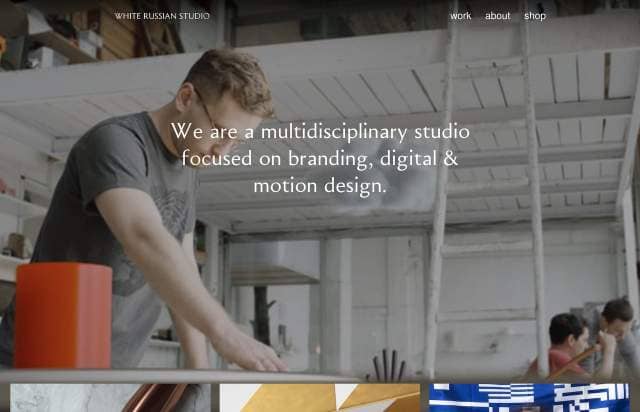 WHITE RUSSIAN STUDIO
work about shop
We are a multidisciplinary studio
focused on branding, digital &
motion design.